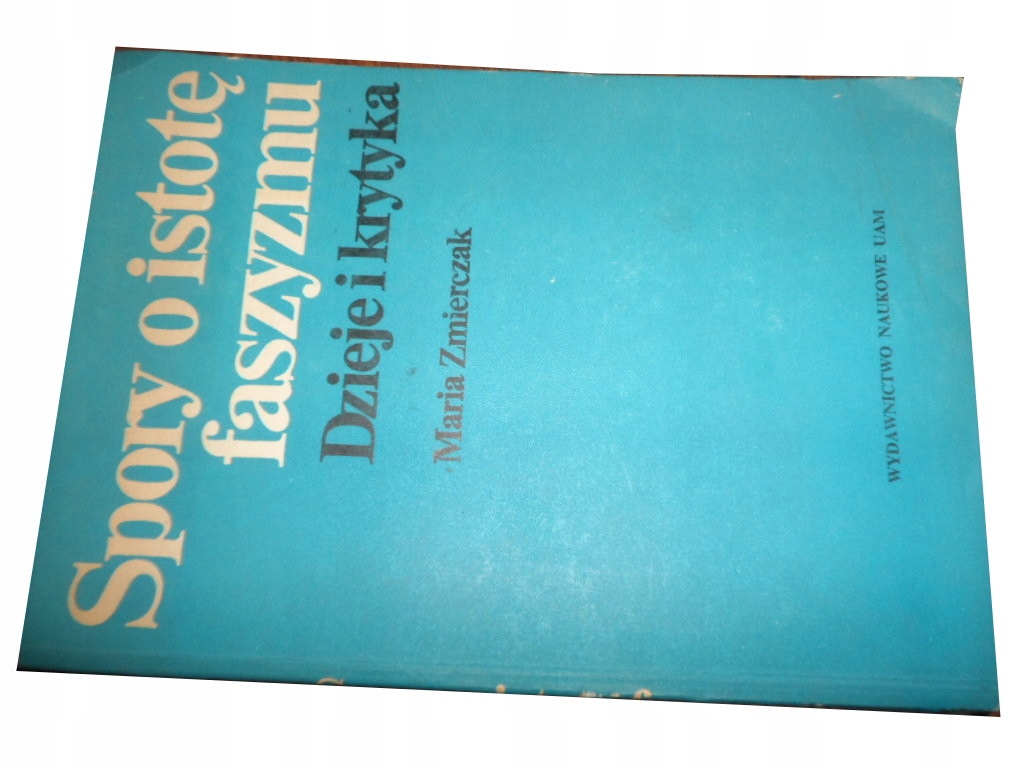 Spory o istotę
faszyzmu
Dzieje i krytyka
Maria Zmierczak
WYDAWNICTWO NAUKOWE UAM